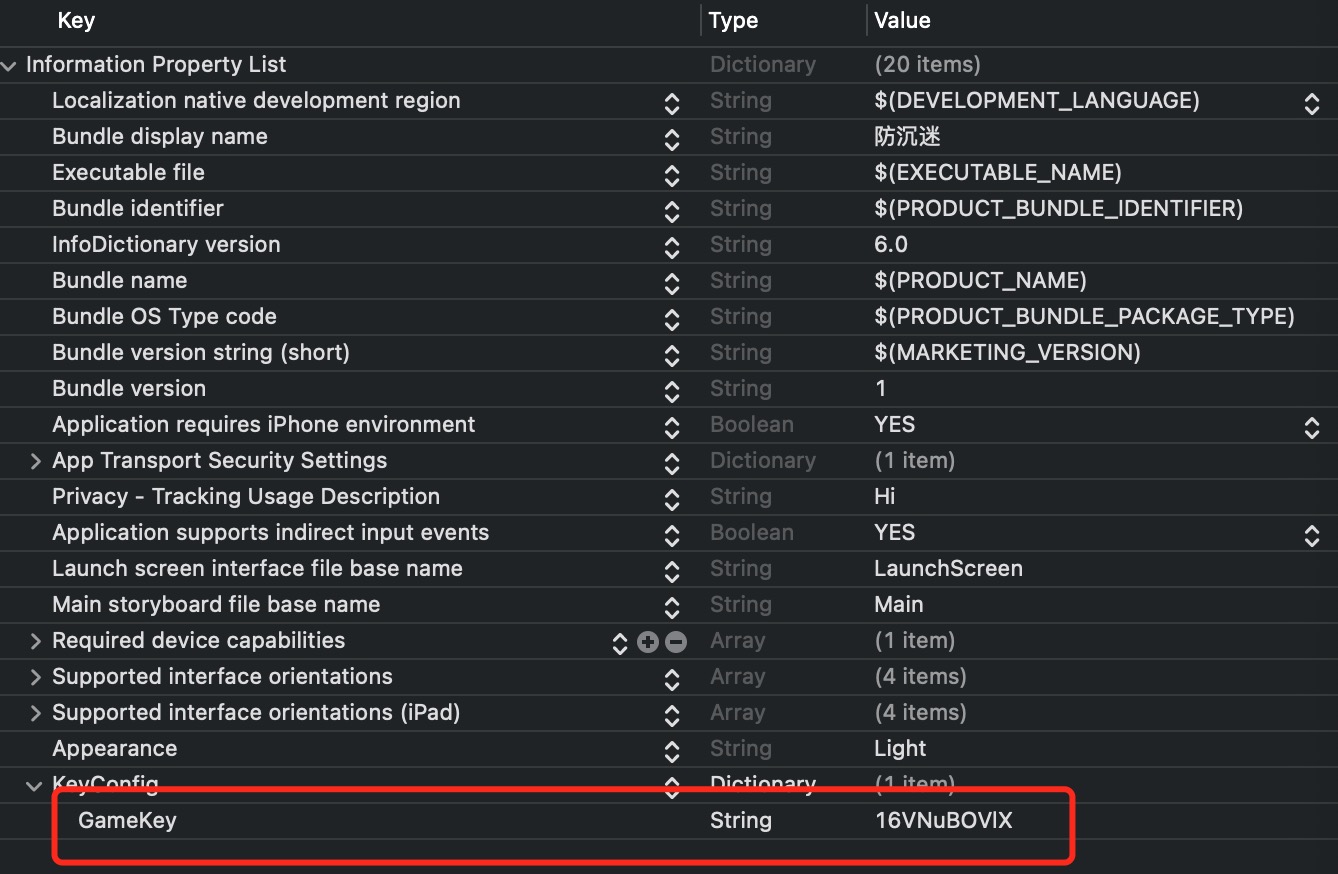 Key Type Value
Information Property List Dictionary (20 items)
Localization native development region String $(DEVELOPMENT_LANGUAGE)
Bundle display name String 防沉迷
Executable file String $(EXECUTABLE_NAME)
Bundle identifier String $(PRODUCT_BUNDLE_IDENTIFIER)
InfoDictionary version String 6.0
Bundle name String $(PRODUCT_NAME)
Bundle OS Type code String $(PRODUCT_BUNDLE_PACKAGE_TYPE)
Bundle version string (short) String $(MARKETING_VERSION)
Bundle version String 1
Application requires iPhone environment Boolean YES
App Transport Security Settings Dictionary (1 item)
Privacy - Tracking Usage Description String Hi
Application supports indirect input events Boolean YES
Launch screen interface file base name String LaunchScreen
Main storyboard file base name String Main
Required device capabilities Array (1 item)
Supported interface orientations Array (4 items)
Supported interface orientations (iPad) Array (4 items)
Appearance String Light
KeyConfig Dictionary (1 item)
GameKey String 16VNuBOVlX